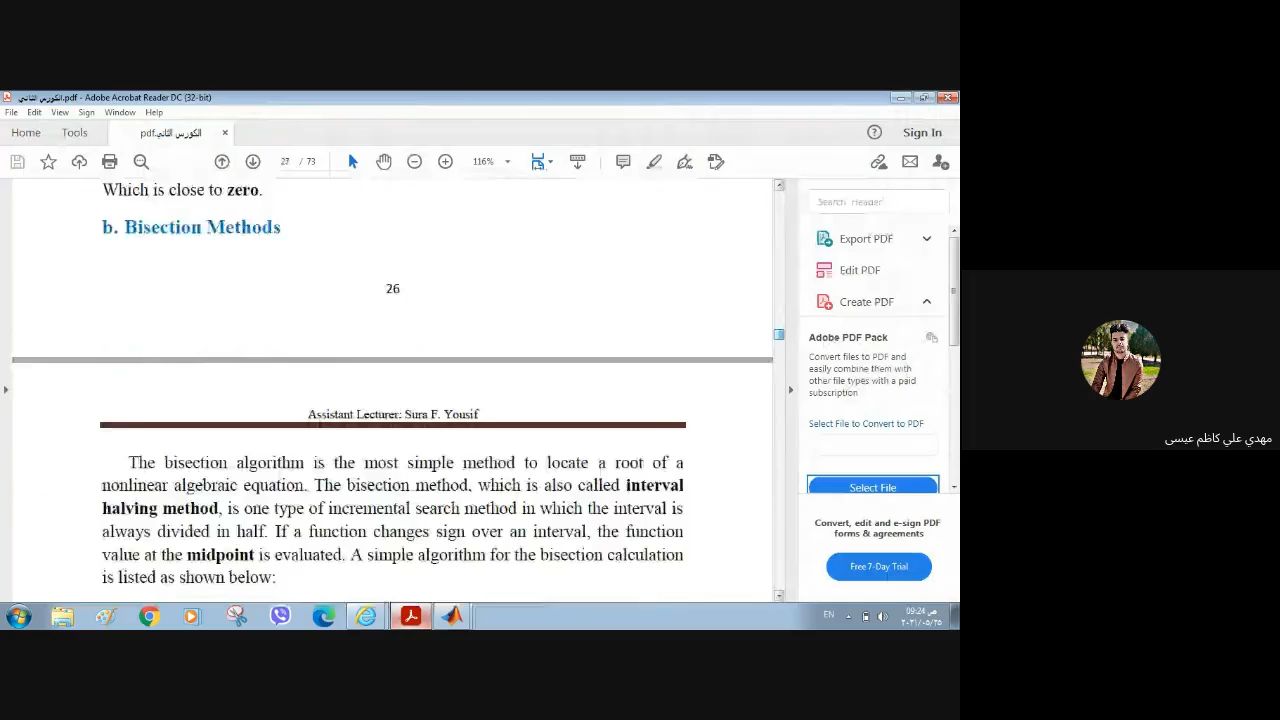 الكورس الثاني.pdf - Adobe Acrobat Reader DC (32-bit)
File Edit View Sign Window Help
Home Tools الكورس الثاني.pdf × Sign In
27 / 73 116%
Which is close to zero.
b. Bisection Methods
26
Assistant Lecturer: Sura F. Yousif
The bisection algorithm is the most simple method to locate a root of a
nonlinear algebraic equation. The bisection method, which is also called interval
halving method, is one type of incremental search method in which the interval is
always divided in half. If a function changes sign over an interval, the function
value at the midpoint is evaluated. A simple algorithm for the bisection calculation
is listed as shown below:
Export PDF
Edit PDF
Create PDF
Adobe PDF Pack
Convert files to PDF and
easily combine them with
other file types with a paid
subscription
Select File to Convert to PDF
Select File
Convert, edit and e-sign PDF
forms & agreements
Free 7-Day Trial
EN
09:24 ص
٢٠٢١/٠٥/٢٥
مهدي علي كاظم عيسى